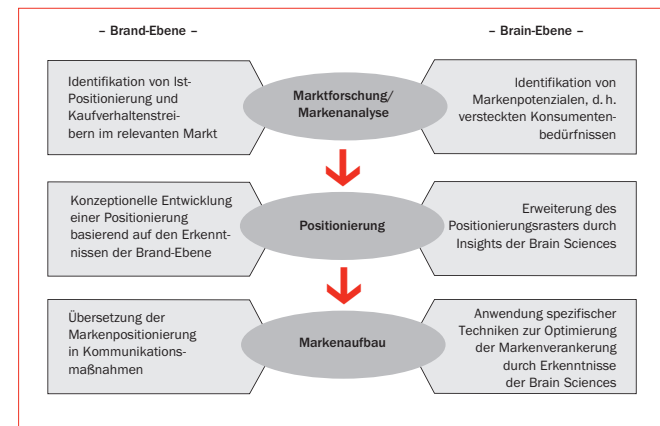 – Brand-Ebene –
– Brain-Ebene –
Identifikation von Ist-
Positionierung und
Kaufverhaltenstrei-
bern im relevanten Markt
Marktforschung/
Markenanalyse
Identifikation von
Markenpotenzialen, d. h.
versteckten Konsumenten-
bedürfnissen
Konzeptionelle Entwicklung
einer Positionierung
basierend auf den Erkennt-
nissen der Brand-Ebene
Positionierung
Erweiterung des
Positionierungsrasters durch
Insights der Brain Sciences
Übersetzung der
Markenpositionierung
in Kommunikations-
maßnahmen
Markenaufbau
Anwendung spezifischer
Techniken zur Optimierung
der Markenverankerung
durch Erkenntnisse
der Brain Sciences